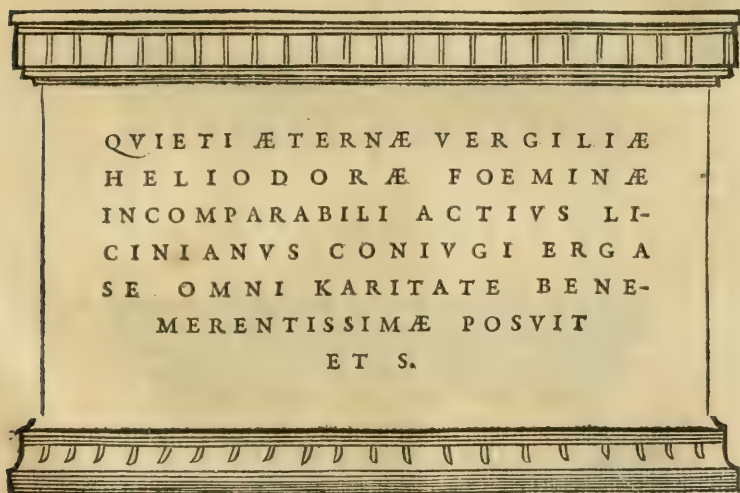 QVIETI ÆTERNÆ VERGILIÆ
HELIODORÆ FOEMINÆ
INCOMPARABILI ACTIVS LI-
CINIANVS CONIVGI ERGA
SE OMNI KARITATE BENE-
MERENTISSIMÆ POSVIT
ET S.